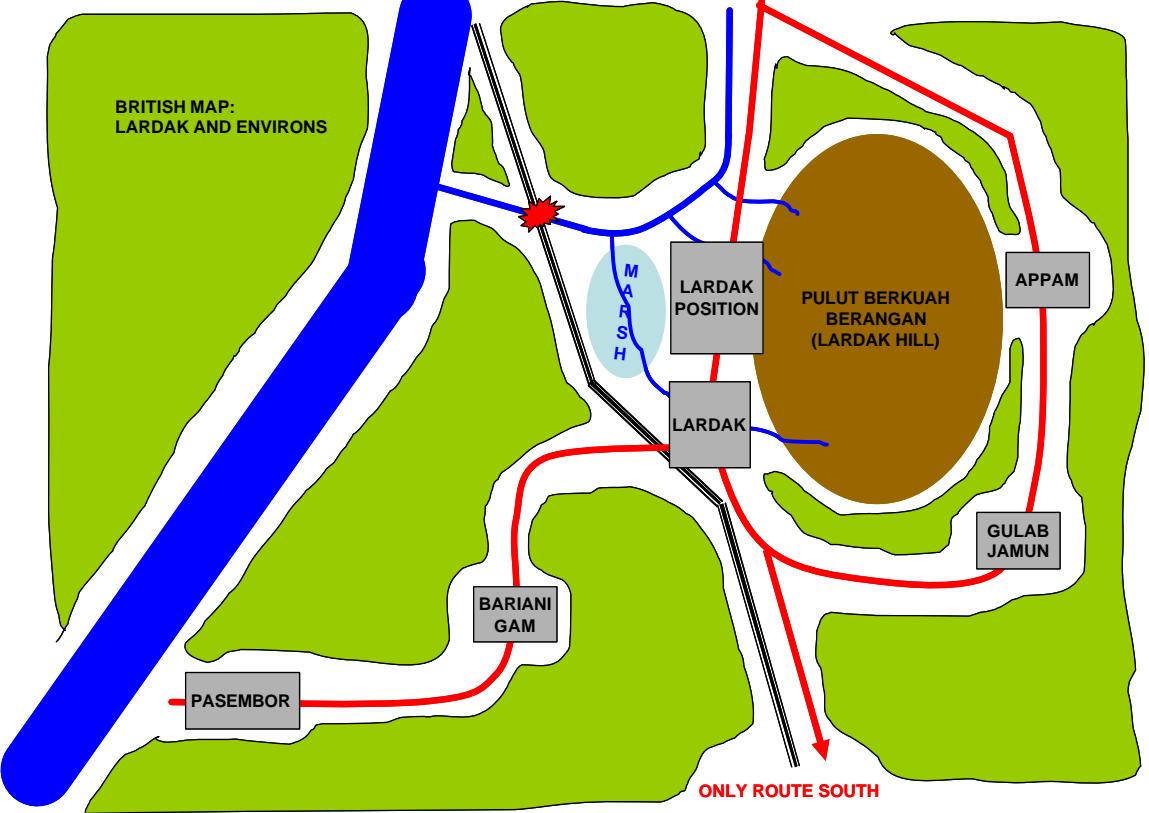 BRITISH MAP:
LARDAK AND ENVIRONS
MARSH
LARDAK
POSITION
PULUT BERKUAH
BERANGAN
(LARDAK HILL)
APPAM
LARDAK
GULAB
JAMUN
BARIANI
GAM
PASEMBOR
ONLY ROUTE SOUTH